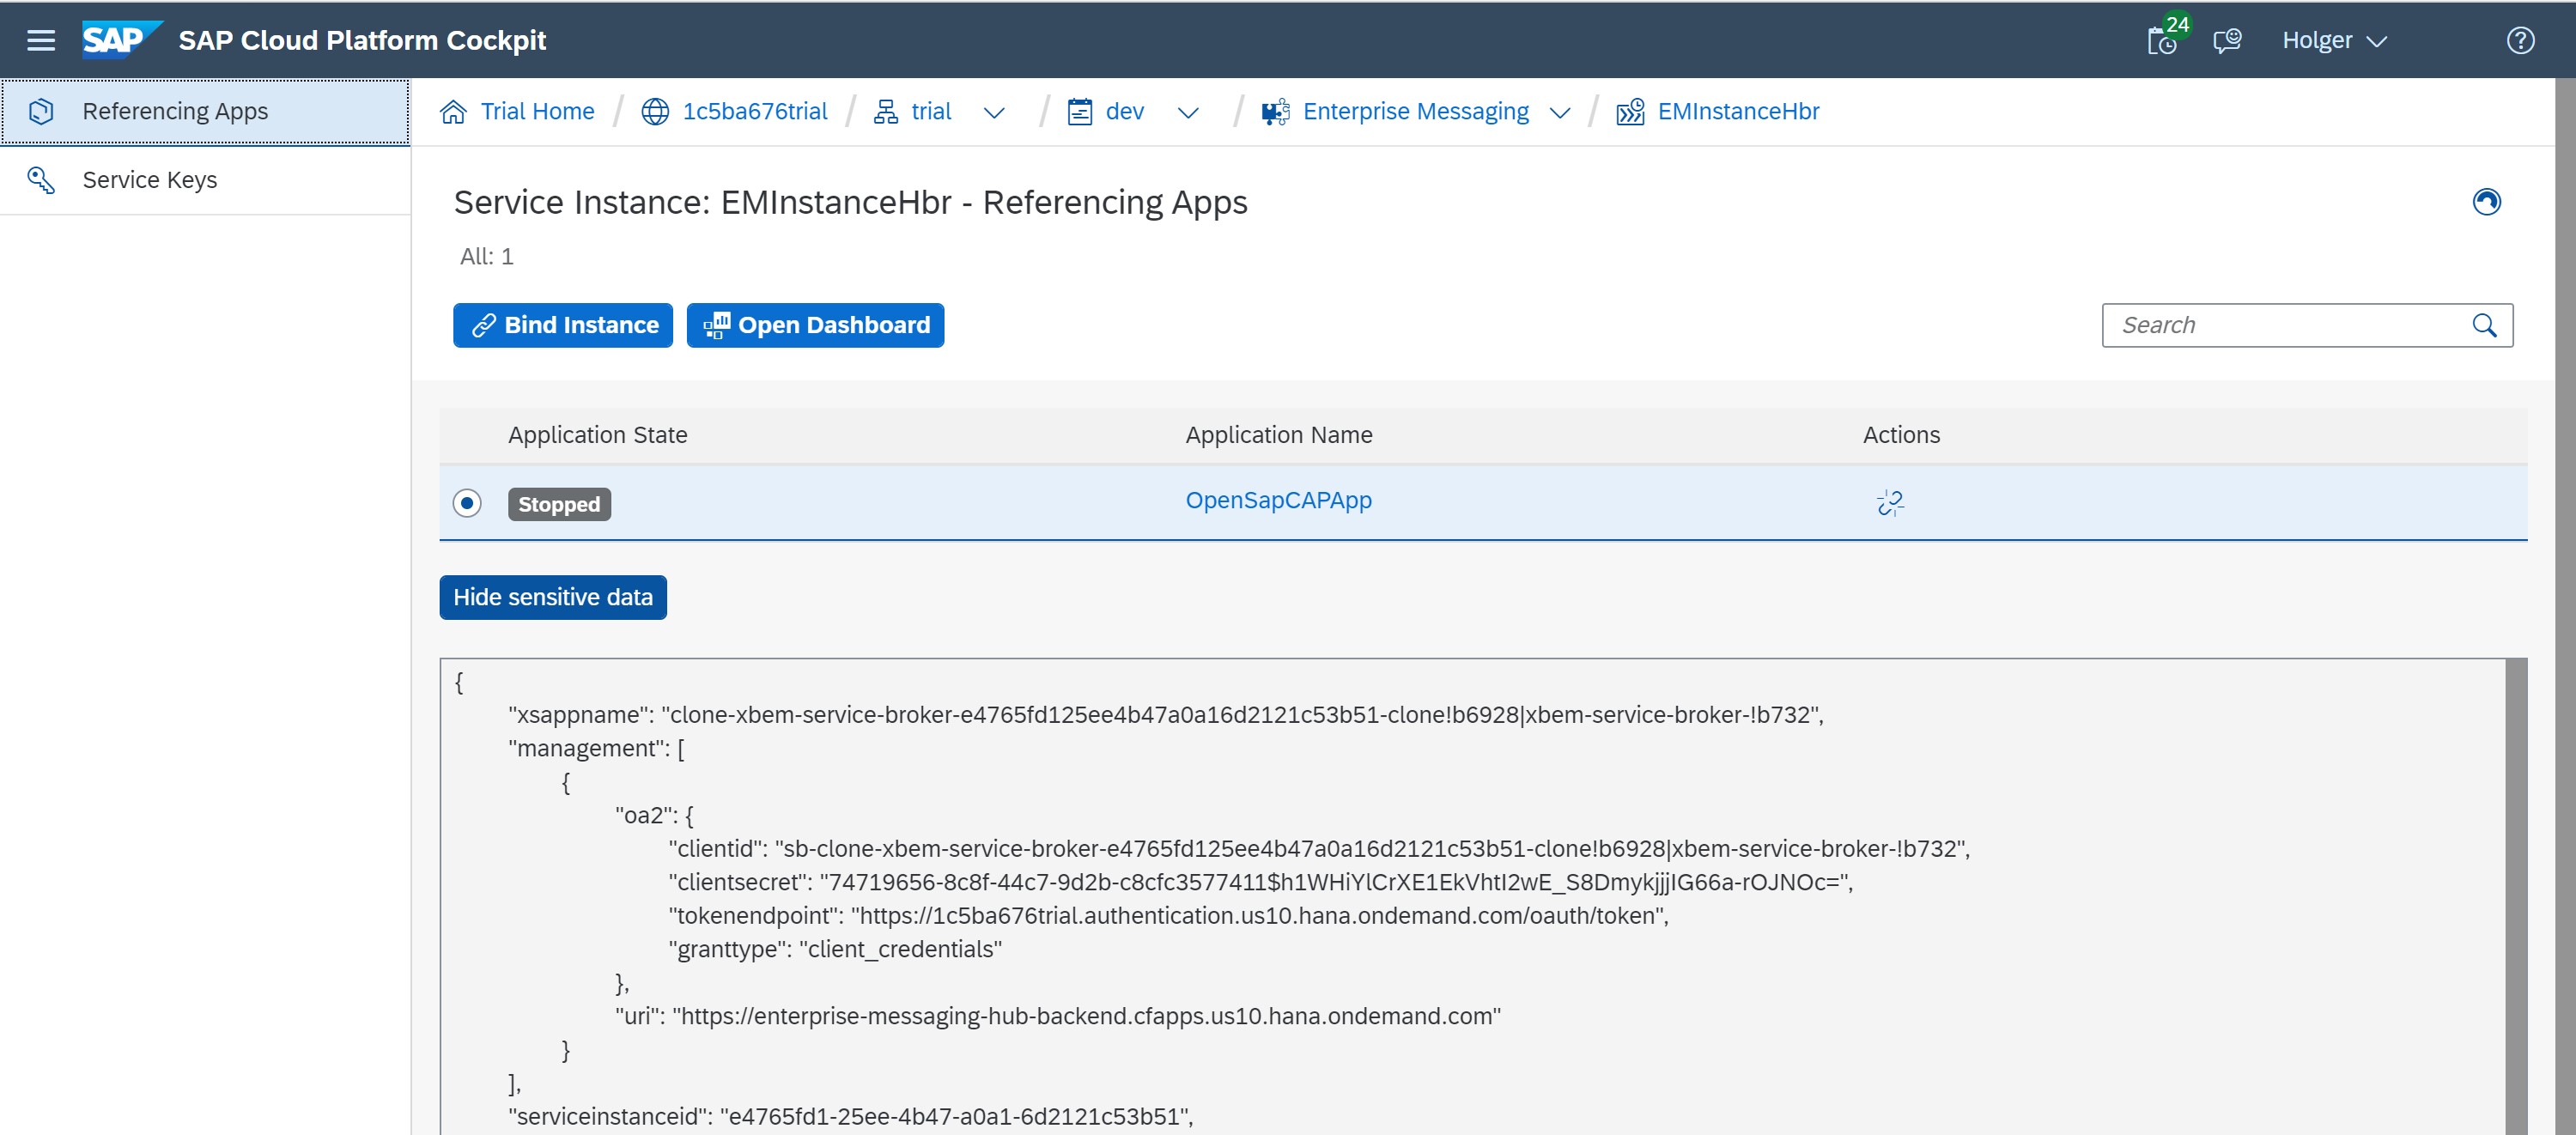 SAP SAP Cloud Platform Cockpit 24 Holger
Referencing Apps
Service Keys
Trial Home / 1c5ba676trial / trial / dev / Enterprise Messaging / EMInstanceHbr
Service Instance: EMInstanceHbr - Referencing Apps
All: 1
Bind Instance Open Dashboard Search
Application State Application Name Actions
Stopped OpenSapCAPApp
Hide sensitive data
{
"xsappname": "clone-xbem-service-broker-e4765fd125ee4b47a0a16d2121c53b51-clone!b6928|xbem-service-broker-!b732",
"management": [
{
"oa2": {
"clientid": "sb-clone-xbem-service-broker-e4765fd125ee4b47a0a16d2121c53b51-clone!b6928|xbem-service-broker-!b732",
"clientsecret": "74719656-8c8f-44c7-9d2b-c8cfc3577411$h1WHiYlCrXE1EkVhtI2wE_S8DmykjjjIG66a-rOJNOc=",
"tokenendpoint": "https://1c5ba676trial.authentication.us10.hana.ondemand.com/oauth/token",
"granttype": "client_credentials"
},
"uri": "https://enterprise-messaging-hub-backend.cfapps.us10.hana.ondemand.com"
}
],
"serviceinstanceid": "e4765fd1-25ee-4b47-a0a1-6d2121c53b51",